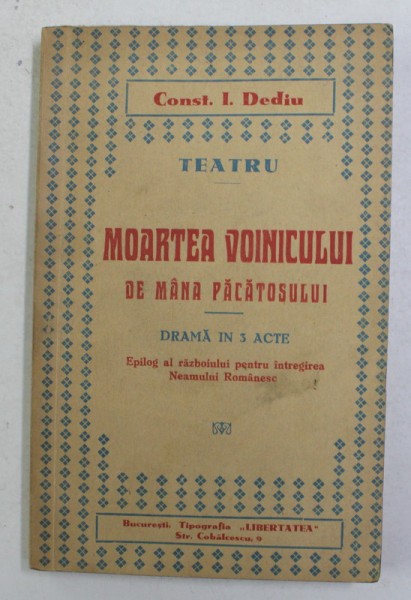 Const. I. Dediu
TEATRU
MOARTEA VOINICULUI
DE MÂNA PĂCĂTOSULUI
DRAMĂ IN 3 ACTE
Epilog al războiului pentru întregirea
Neamului Românesc
București. Tipografia „LIBERTATEA"
Str. Cobălcescu, 9